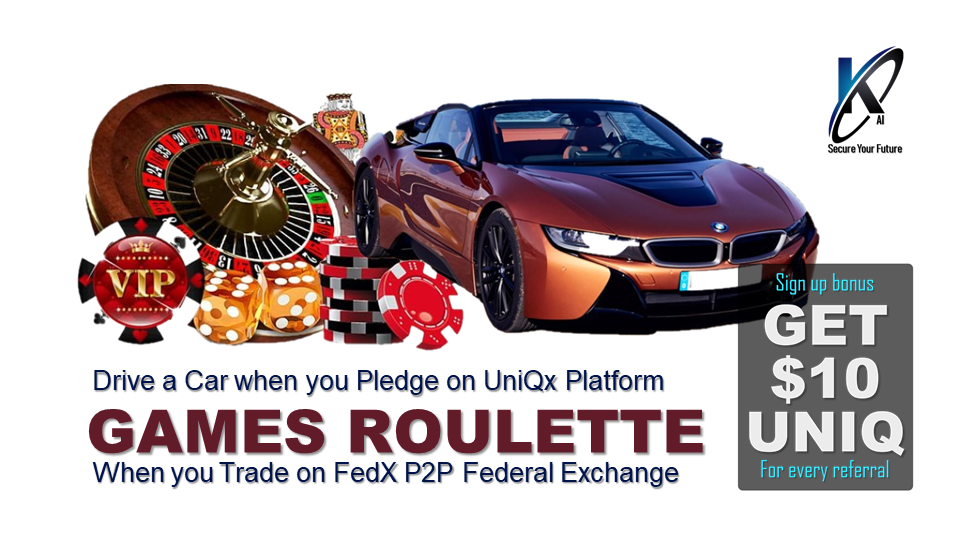 K
AI
Secure Your Future
VIP
Sign up bonus
GET
$10
UNIQ
For every referral
Drive a Car when you Pledge on UniQx Platform
GAMES ROULETTE
When you Trade on FedX P2P Federal Exchange